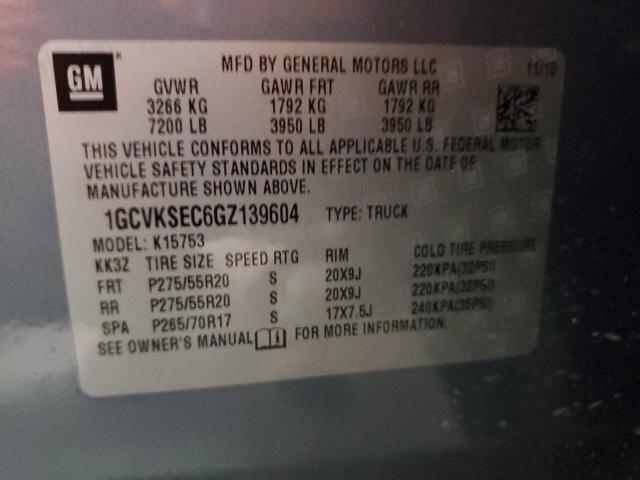 GM
MFD BY GENERAL MOTORS LLC 11/15
GVWR GAWR FRT GAWR RR
3266 KG 1792 KG 1792 KG
7200 LB 3950 LB 3950 LB
THIS VEHICLE CONFORMS TO ALL APPLICABLE U.S. FEDERAL MOTOR
VEHICLE SAFETY STANDARDS IN EFFECT ON THE DATE OF
MANUFACTURE SHOWN ABOVE.
1GCVKSEC6GZ139604 TYPE: TRUCK
MODEL: K15753
KK3Z TIRE SIZE SPEED RTG RIM COLD TIRE PRESSURE
FRT P275/55R20 S 20X9J 220KPA(32PSI)
RR P275/55R20 S 20X9J 220KPA(32PSI)
SPA P265/70R17 S 17X7.5J 240KPA(35PSI)
SEE OWNER'S MANUAL FOR MORE INFORMATION.